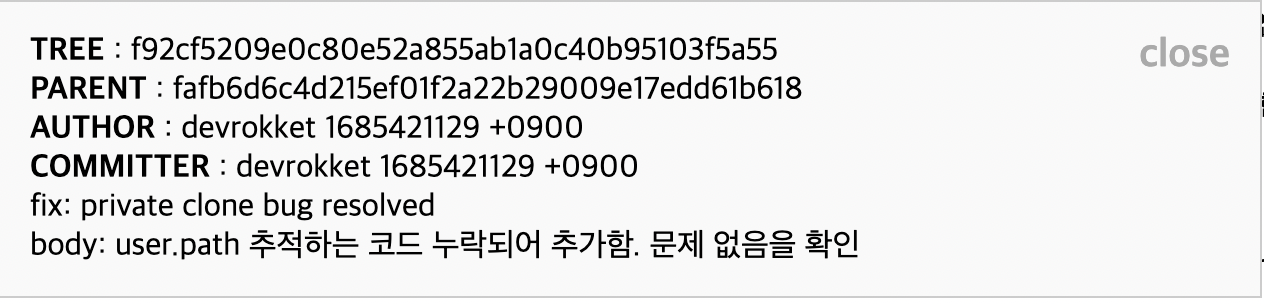 TREE : f92cf5209e0c80e52a855ab1a0c40b95103f5a55
close
PARENT : fafb6d6c4d215ef01f2a22b29009e17edd61b618
AUTHOR : devrokket 1685421129 +0900
COMMITTER : devrokket 1685421129 +0900
fix: private clone bug resolved
body: user.path 추적하는 코드 누락되어 추가함. 문제 없음을 확인